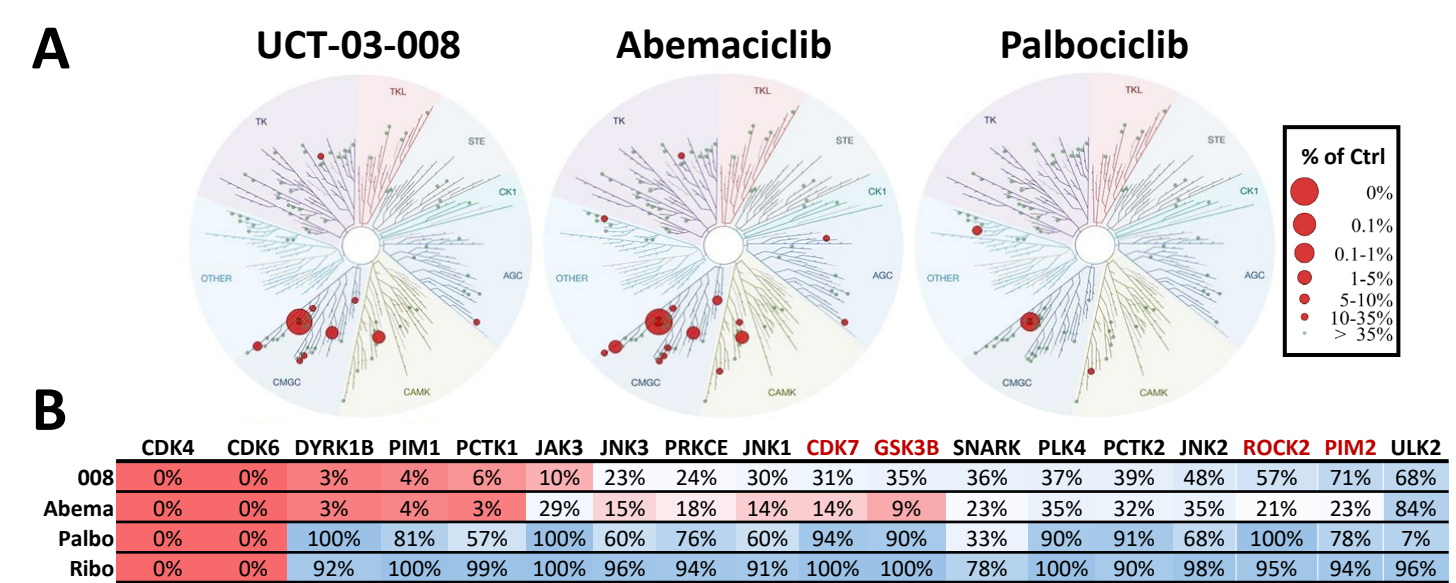 A
UCT-03-008
Abemaciclib
Palbociclib
TKL
TK
STE
CK1
OTHER
AGC
CMGC
CAMK
TKL
TK
STE
CK1
OTHER
AGC
CMGC
CAMK
TKL
TK
STE
CK1
OTHER
AGC
CMGC
CAMK
% of Ctrl
0%
0.1%
0.1-1%
1-5%
5-10%
10-35%
> 35%
B
CDK4 CDK6 DYRK1B PIM1 PCTK1 JAK3 JNK3 PRKCE JNK1 CDK7 GSK3B SNARK PLK4 PCTK2 JNK2 ROCK2 PIM2 ULK2
008 0% 0% 3% 4% 6% 10% 23% 24% 30% 31% 35% 36% 37% 39% 48% 57% 71% 68%
Abema 0% 0% 3% 4% 3% 29% 15% 18% 14% 14% 9% 23% 35% 32% 35% 21% 23% 84%
Palbo 0% 0% 100% 81% 57% 100% 60% 76% 60% 94% 90% 33% 90% 91% 68% 100% 78% 7%
Ribo 0% 0% 92% 100% 99% 100% 96% 94% 91% 100% 100% 78% 100% 90% 98% 95% 94% 96%